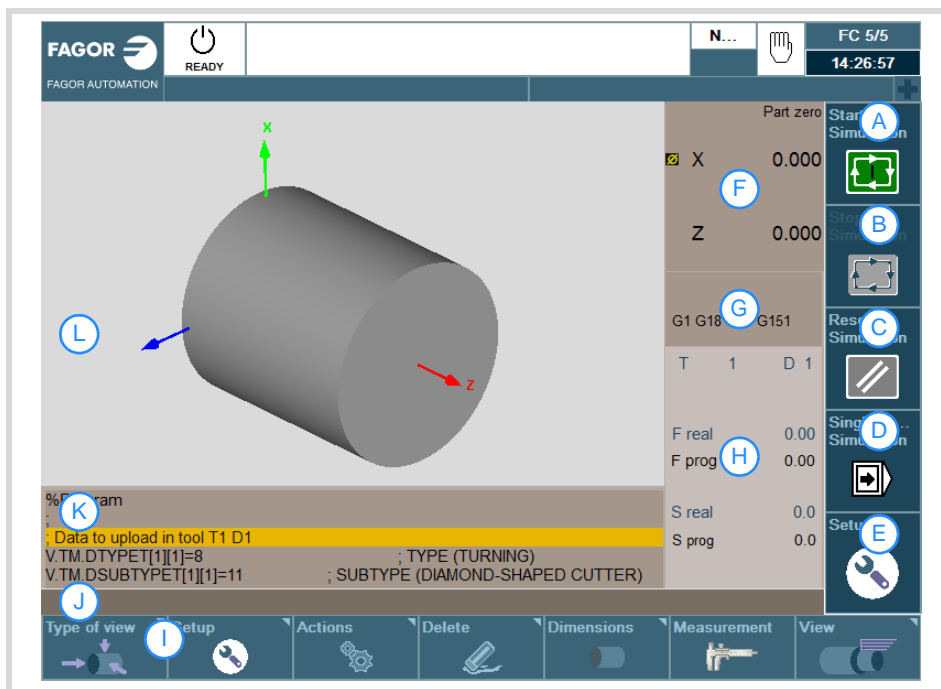 FAGOR
READY
N...
FC 5/5
14:26:57
FAGOR AUTOMATION
Part zero
X
Ø X 0.000
Z 0.000
F
A
B
C
D
E
G1 G18 G151
G
T 1 D 1
F real 0.00
F prog 0.00
H
S real 0.0
S prog 0.0
L
z
K
;
; Data to upload in tool T1 D1
V.TM.DTYPET[1][1]=8 ; TYPE (TURNING)
V.TM.DSUBTYPET[1][1]=11 ; SUBTYPE (DIAMOND-SHAPED CUTTER)
J
I
Type of view
Actions
Delete
Dimensions
Measurement
View